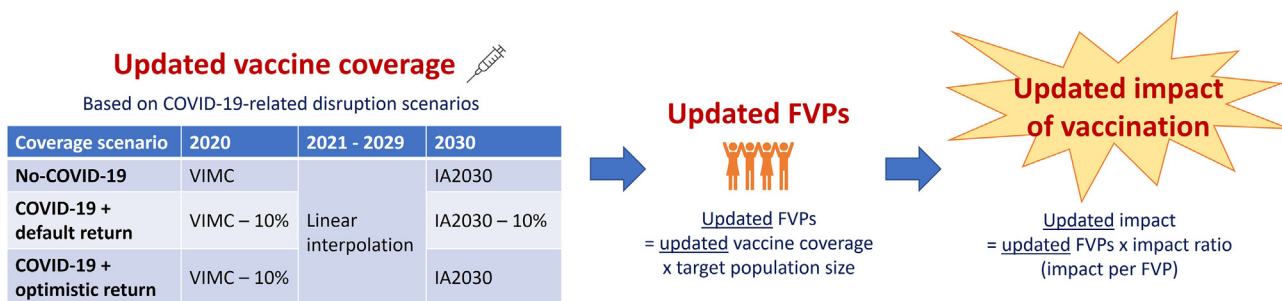 Updated vaccine coverage
Based on COVID-19-related disruption scenarios
Coverage scenario 2020 2021 - 2029 2030
No-COVID-19 VIMC IA2030
COVID-19 +
default return VIMC – 10% Linear
interpolation IA2030 – 10%
COVID-19 +
optimistic return VIMC – 10% IA2030
Updated FVPs
Updated FVPs
= updated vaccine coverage
x target population size
Updated impact
of vaccination
Updated impact
= updated FVPs x impact ratio
(impact per FVP)